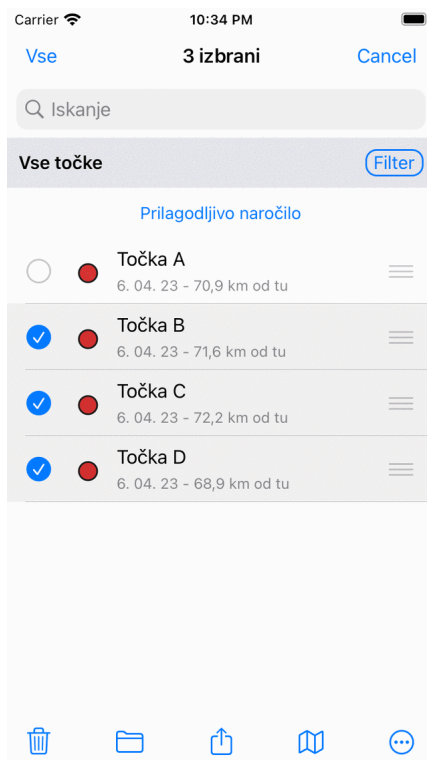 Carrier 10:34 PM
Vse 3 izbrani Cancel
Iskanje
Vse točke Filter
Prilagodljivo naročilo
Točka A
6. 04. 23 - 70,9 km od tu
Točka B
6. 04. 23 - 71,6 km od tu
Točka C
6. 04. 23 - 72,2 km od tu
Točka D
6. 04. 23 - 68,9 km od tu